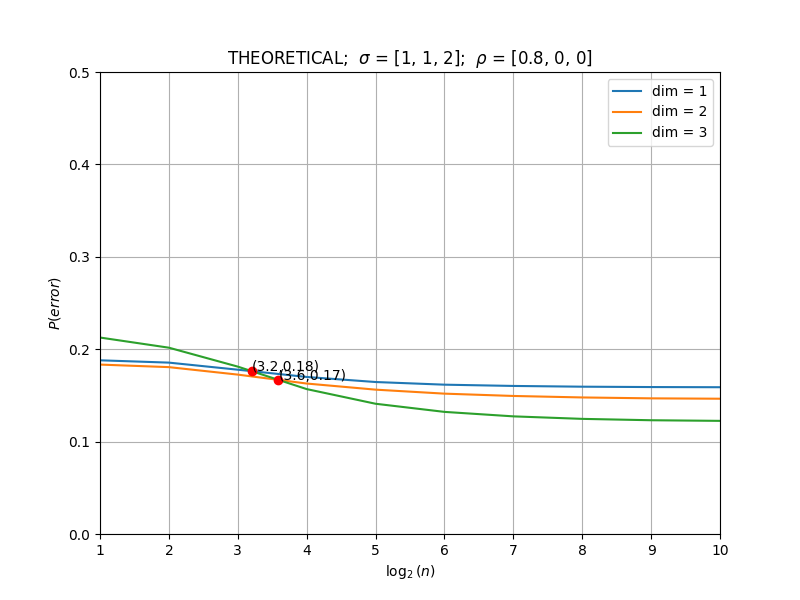 THEORETICAL;  σ = [1, 1, 2];  ρ = [0.8, 0, 0]
dim = 1
dim = 2
dim = 3
P(error)
0.5
0.4
0.3
0.2
0.1
0.0
(3.2,0.18)
(3.6,0.17)
1 2 3 4 5 6 7 8 9 10
log₂(n)